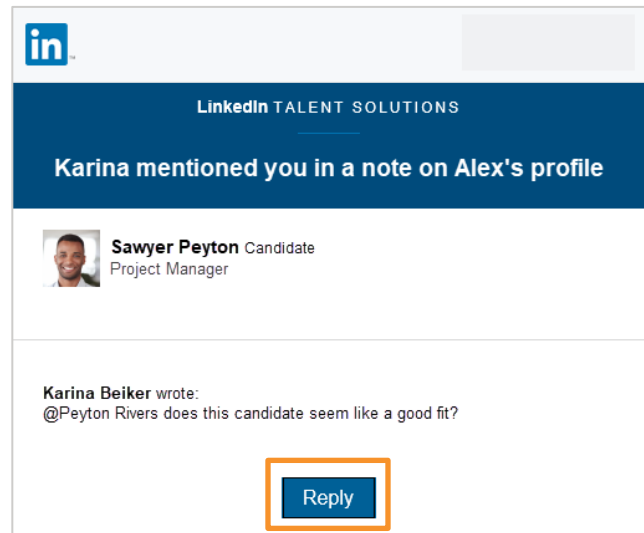 in
LinkedIn TALENT SOLUTIONS
Karina mentioned you in a note on Alex's profile
Sawyer Peyton Candidate
Project Manager
Karina Beiker wrote:
@Peyton Rivers does this candidate seem like a good fit?
Reply